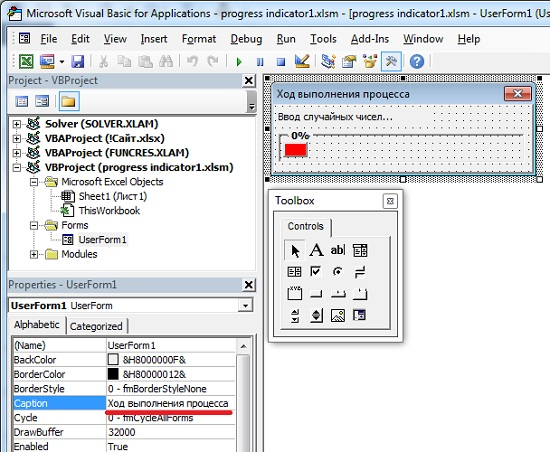 Microsoft Visual Basic for Applications - progress indicator1.xlsm - [progress indicator1.xlsm - UserForm1 (U
File Edit View Insert Format Debug Run Tools Add-Ins Window
Project - VBProject
Solver (SOLVER.XLAM)
VBAProject (!Сайт.xlsx)
VBAProject (FUNCRES.XLAM)
VBProject (progress indicator1.xlsm)
Microsoft Excel Objects
Sheet1 (Лист1)
ThisWorkbook
Forms
UserForm1
Modules
Properties - UserForm1
UserForm1 UserForm
Alphabetic Categorized
(Name) UserForm1
BackColor &H8000000F&
BorderColor &H80000012&
BorderStyle 0 - fmBorderStyleNone
Caption Ход выполнения процесса
Cycle 0 - fmCycleAllForms
DrawBuffer 32000
Enabled True
Ход выполнения процесса
Ввод случайных чисел...
0%
Toolbox
Controls
A ab
XYZ